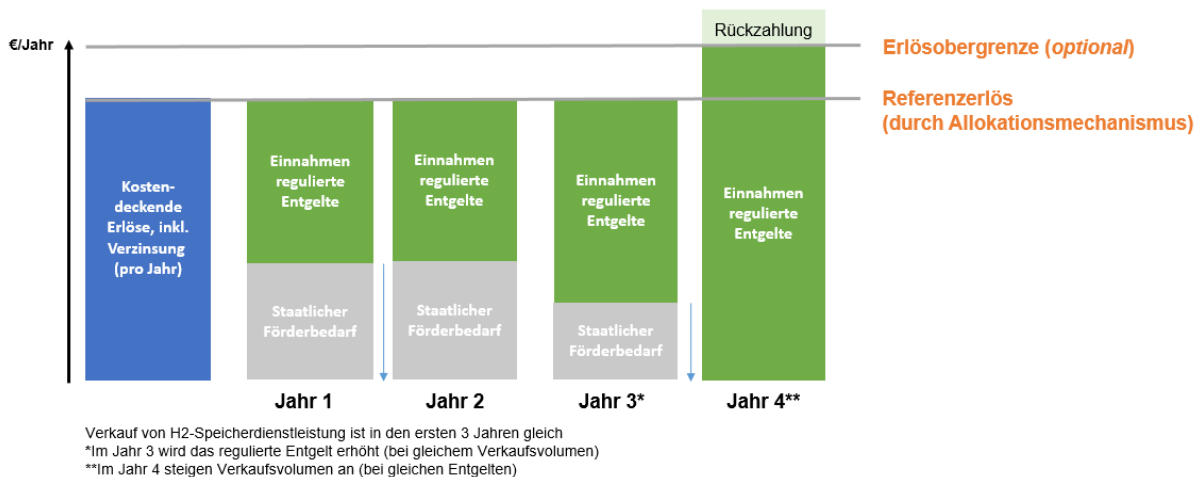 Rückzahlung
€/Jahr
Erlösobergrenze (optional)
Referenzerlös
(durch Allokationsmechanismus)
Kosten-
deckende
Erlöse, inkl.
Verzinsung
(pro Jahr)
Einnahmen
regulierte
Entgelte
Staatlicher
Förderbedarf
Einnahmen
regulierte
Entgelte
Staatlicher
Förderbedarf
Einnahmen
regulierte
Entgelte
Staatlicher
Förderbedarf
Einnahmen
regulierte
Entgelte
Jahr 1
Jahr 2
Jahr 3*
Jahr 4**
Verkauf von H2-Speicherdienstleistung ist in den ersten 3 Jahren gleich
*Im Jahr 3 wird das regulierte Entgelt erhöht (bei gleichem Verkaufsvolumen)
**Im Jahr 4 steigen Verkaufsvolumen an (bei gleichen Entgelten)